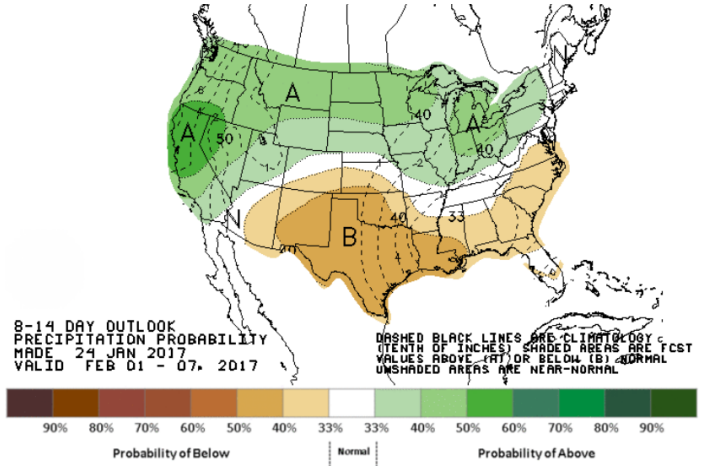 N
A
A
50
40
A
40
N
40
33
B
40
8-14 DAY OUTLOOK
PRECIPITATION PROBABILITY
MADE 24 JAN 2017
VALID FEB 01 - 07, 2017
DASHED BLACK LINES ARE CLIMATOLOGY
(TENTH OF INCHES) SHADED AREAS ARE FCST
VALUES ABOVE (A) OR BELOW (B) NORMAL
UNSHADED AREAS ARE NEAR-NORMAL
90% 80% 70% 60% 50% 40% 33% 33% 40% 50% 60% 70% 80% 90%
Probability of Below Normal Probability of Above